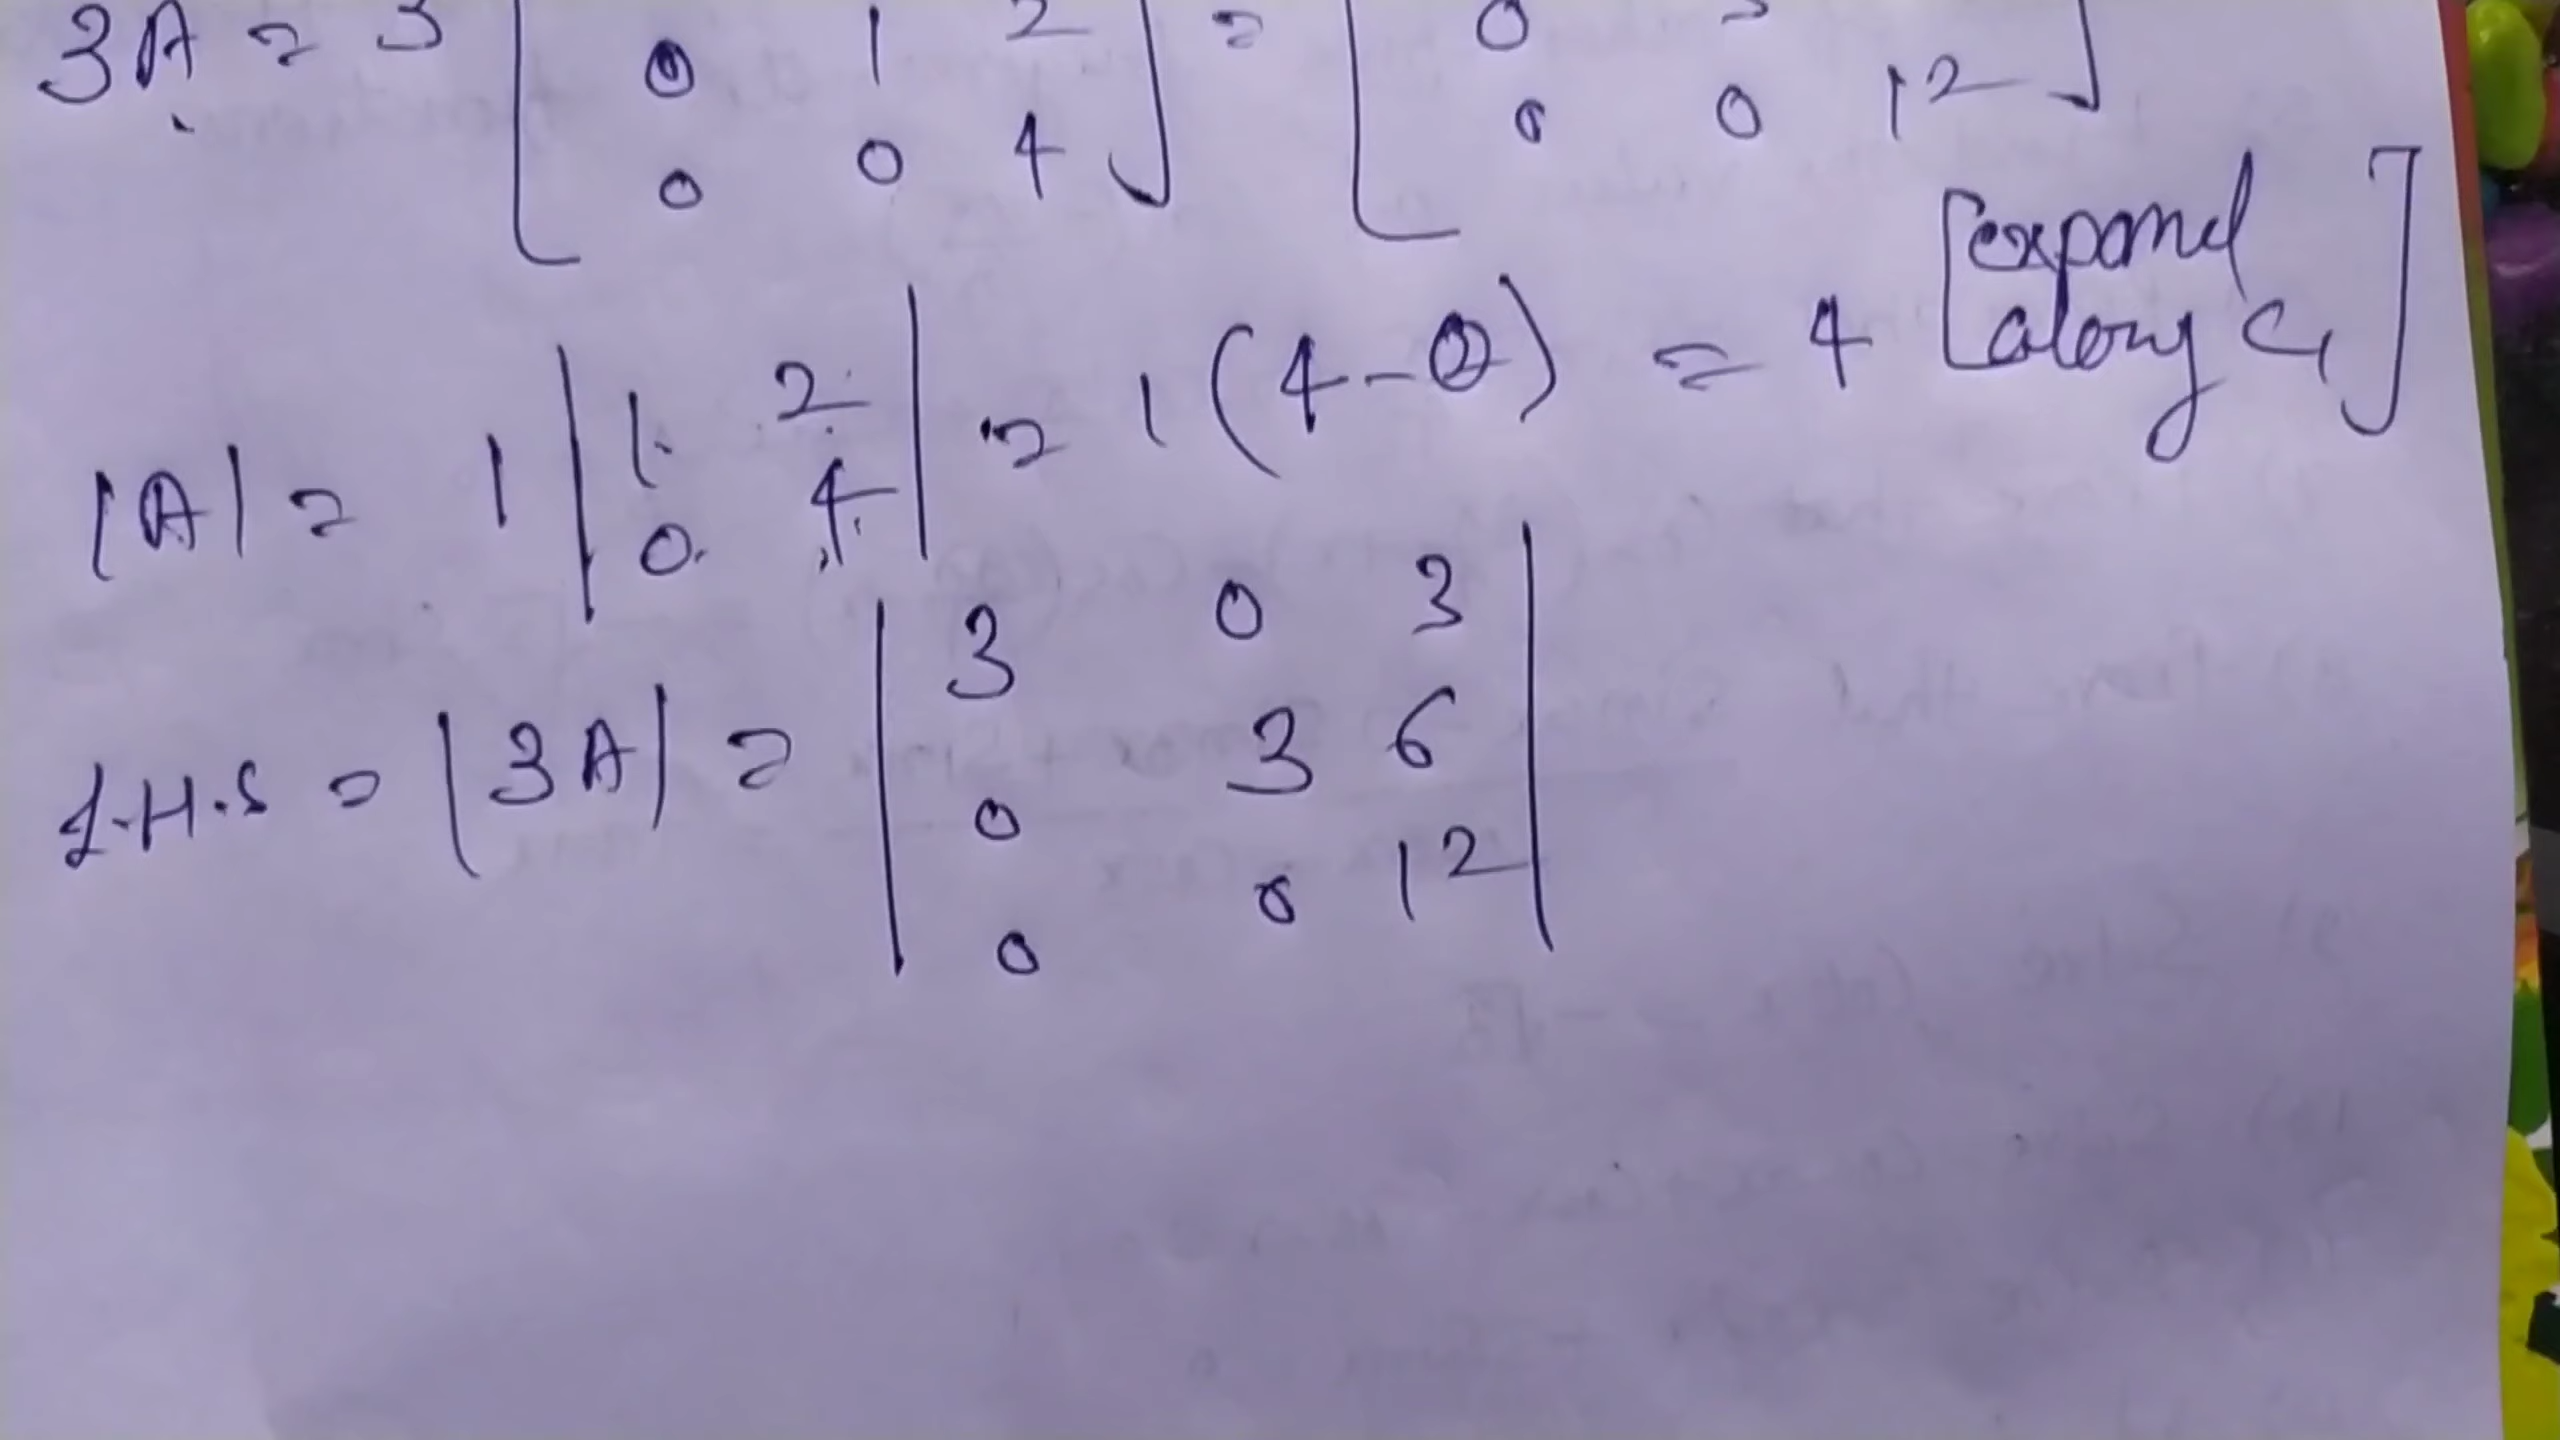 3A = 3 [ 0 1 2 ] = [ 0
0 0 4 0 0 12 ]
|A| = 1 | 1 2 | = 1 (4-0) = 4 [expand
0 4 along C1]
L.H.S = |3A| = | 3 0 3 |
0 3 6
0 0 12